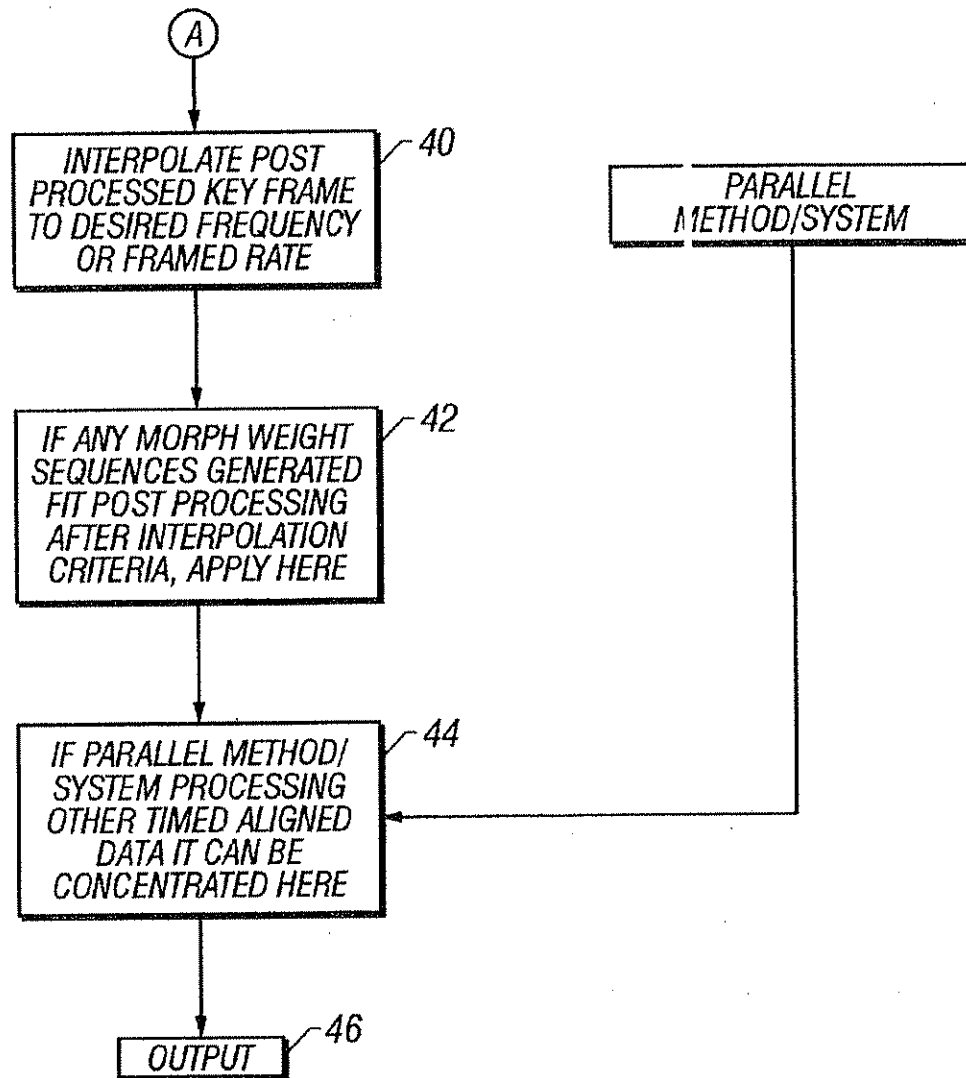 A
INTERPOLATE POST
PROCESSED KEY FRAME
TO DESIRED FREQUENCY
OR FRAMED RATE
40
PARALLEL
METHOD/SYSTEM
IF ANY MORPH WEIGHT
SEQUENCES GENERATED
FIT POST PROCESSING
AFTER INTERPOLATION
CRITERIA, APPLY HERE
42
IF PARALLEL METHOD/
SYSTEM PROCESSING
OTHER TIMED ALIGNED
DATA IT CAN BE
CONCENTRATED HERE
44
OUTPUT
46